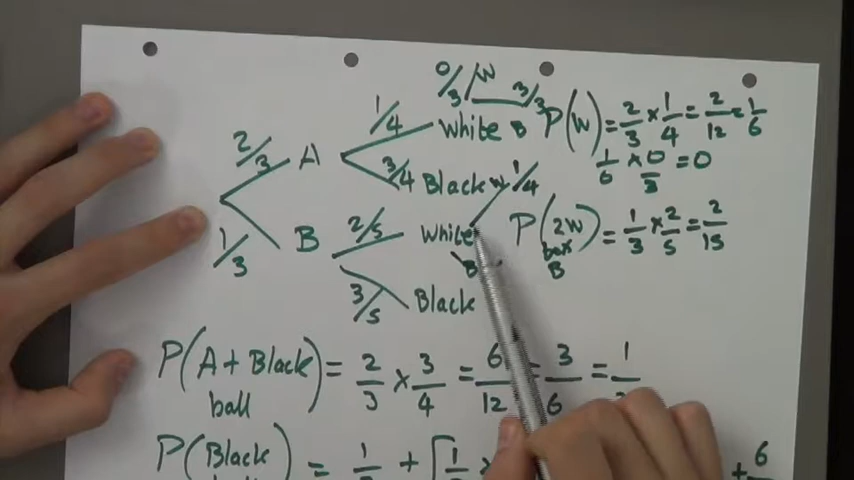 0/3 W 3/3
2/3 A 1/4 White B P(W) = 2/3 × 1/4 = 2/12 = 1/6
3/4 Black W 1/4 1/6 × 0/3 = 0
1/3 B 2/5 White P(2W box B) = 1/3 × 2/5 = 2/15
B
3/5 Black
P(A + Black ball) = 2/3 × 3/4 = 6/12 = 3/6 = 1/
P(Black = 1/ + [1/ × + 6/